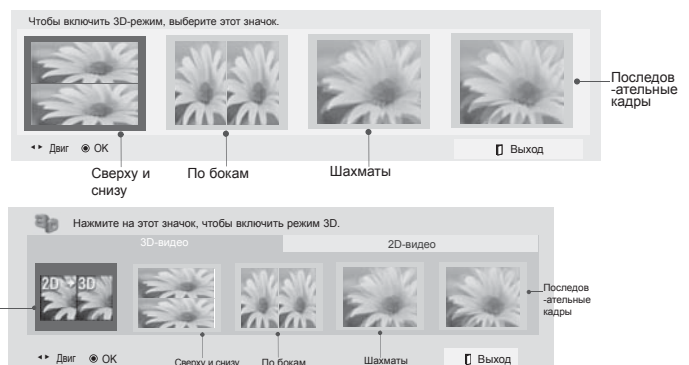 Чтобы включить 3D-режим, выберите этот значок.
Последов
-ательные
кадры
Двиг ОК
Выход
Сверху и
снизу
По бокам
Шахматы
Нажмите на этот значок, чтобы включить режим 3D.
3D-видео
2D-видео
2D 3D
Последов
-ательные
кадры
Двиг ОК
Сверху и снизу
По бокам
Шахматы
Выход